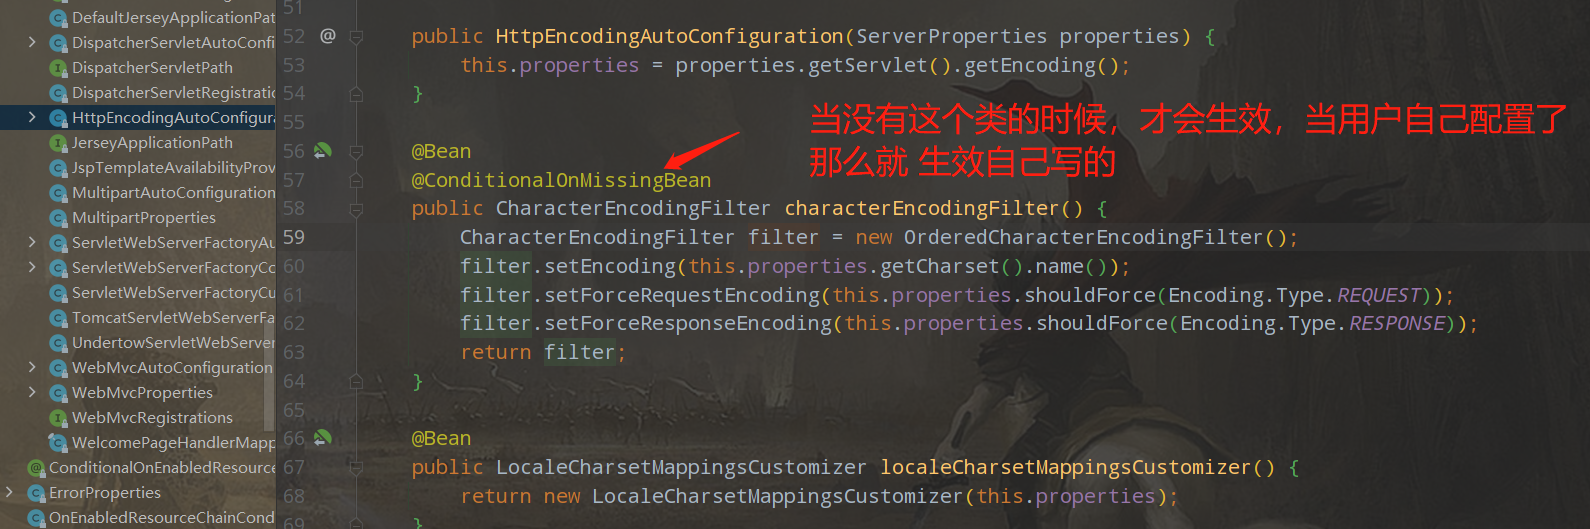 DefaultJerseyApplicationPat
DispatcherServletAutoConfi
DispatcherServletPath
DispatcherServletRegistratio
HttpEncodingAutoConfigura
JerseyApplicationPath
JspTemplateAvailabilityProv
MultipartAutoConfiguration
MultipartProperties
ServletWebServerFactoryAu
ServletWebServerFactoryCo
ServletWebServerFactoryCu
TomcatServletWebServerFa
UndertowServletWebServer
WebMvcAutoConfiguration
WebMvcProperties
WebMvcRegistrations
WelcomePageHandlerMapp
ConditionalOnEnabledResource
ErrorProperties
OnEnabledResourceChainCond
51
52 @ public HttpEncodingAutoConfiguration(ServerProperties properties) {
53 this.properties = properties.getServlet().getEncoding();
54 }
55
56 @Bean
57 @ConditionalOnMissingBean
58 public CharacterEncodingFilter characterEncodingFilter() {
59 CharacterEncodingFilter filter = new OrderedCharacterEncodingFilter();
60 filter.setEncoding(this.properties.getCharset().name());
61 filter.setForceRequestEncoding(this.properties.shouldForce(Encoding.Type.REQUEST));
62 filter.setForceResponseEncoding(this.properties.shouldForce(Encoding.Type.RESPONSE));
63 return filter;
64 }
65
66 @Bean
67 public LocaleCharsetMappingsCustomizer localeCharsetMappingsCustomizer() {
68 return new LocaleCharsetMappingsCustomizer(this.properties);
69 }
当没有这个类的时候，才会生效，当用户自己配置了
那么就 生效自己写的